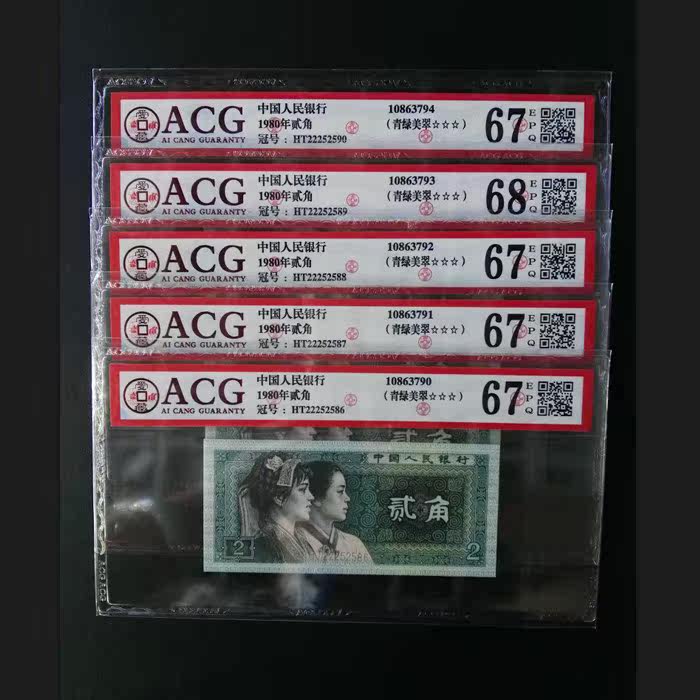 ACG
AI CANG GUARANTY
中国人民银行
1980年贰角
冠号：HT22252590
10863794
(青绿美翠☆☆☆)
67
EPQ
ACG
AI CANG GUARANTY
中国人民银行
1980年贰角
冠号：HT22252589
10863793
(青绿美翠☆☆☆)
68
EPQ
ACG
AI CANG GUARANTY
中国人民银行
1980年贰角
冠号：HT22252588
10863792
(青绿美翠☆☆☆)
67
EPQ
ACG
AI CANG GUARANTY
中国人民银行
1980年贰角
冠号：HT22252587
10863791
(青绿美翠☆☆☆)
67
EPQ
ACG
AI CANG GUARANTY
中国人民银行
1980年贰角
冠号：HT22252586
10863790
(青绿美翠☆☆☆)
67
EPQ
中国人民银行
贰角
2
2